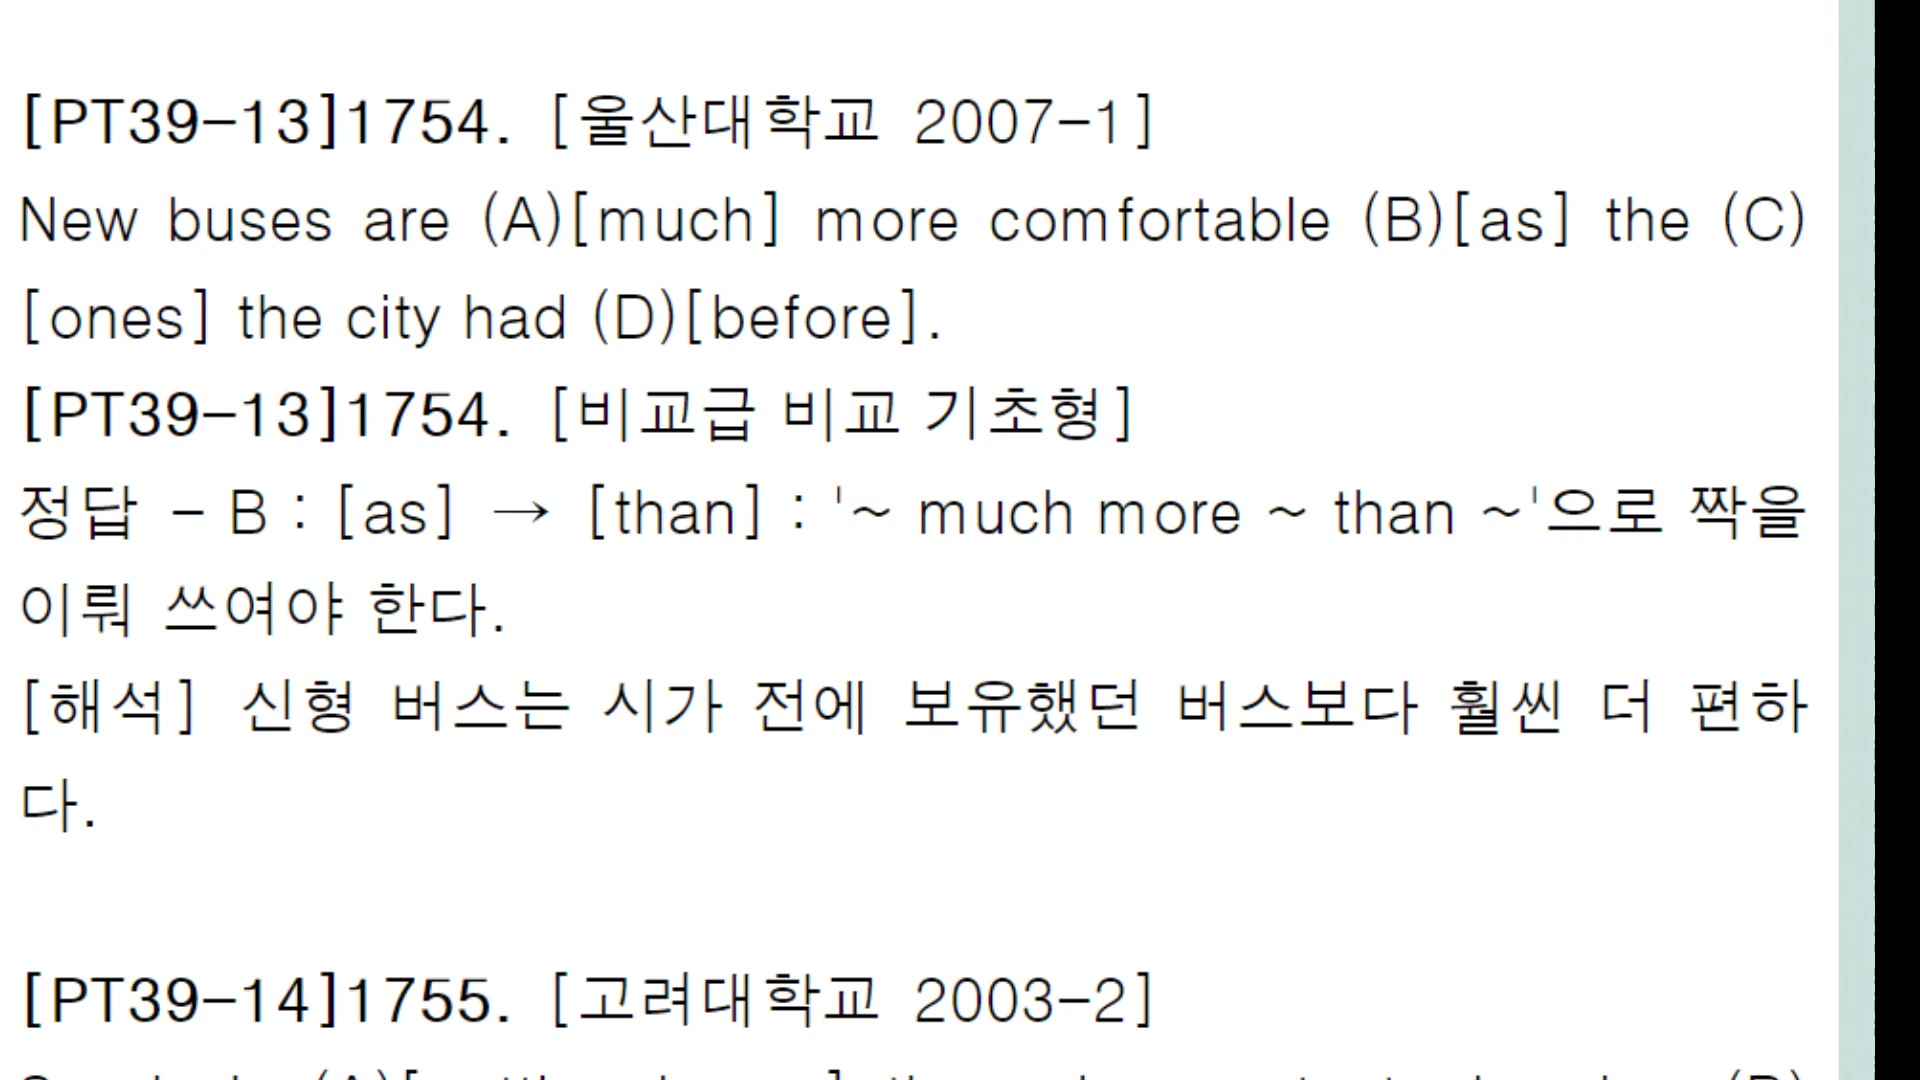 [PT39-13]1754. [울산대학교 2007-1]
New buses are (A)[much] more comfortable (B)[as] the (C)
[ones] the city had (D)[before].
[PT39-13]1754. [비교급 비교 기초형]
정답 - B : [as] → [than] : '~ much more ~ than ~'으로 짝을
이뤄 쓰여야 한다.
[해석] 신형 버스는 시가 전에 보유했던 버스보다 훨씬 더 편하
다.
[PT39-14]1755. [고려대학교 2003-2]